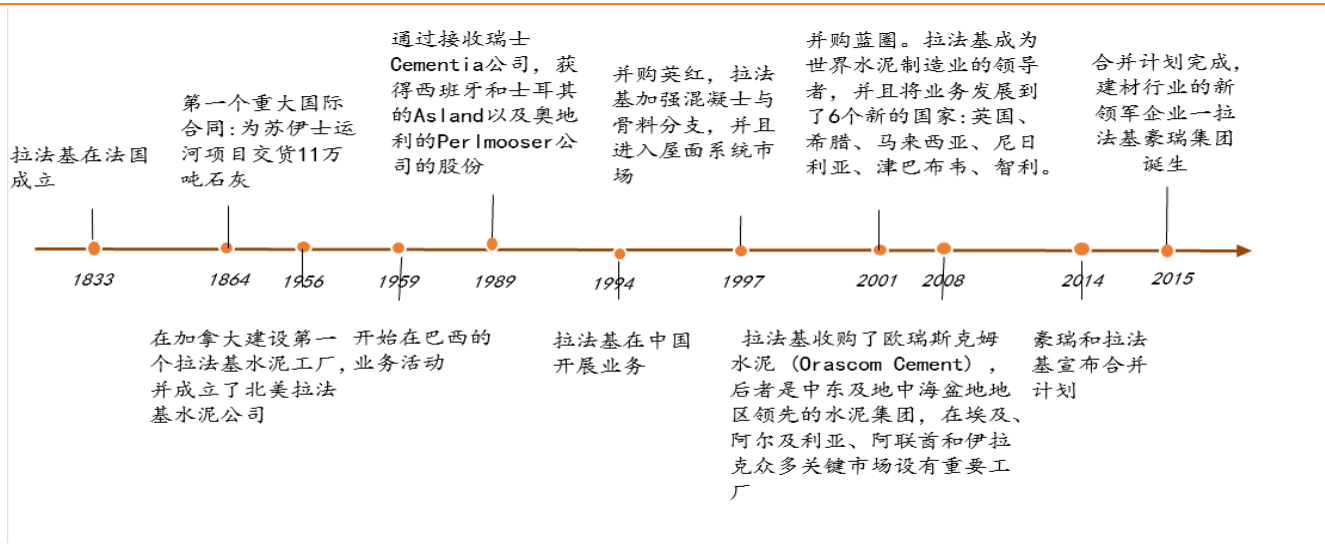 拉法基在法国
成立
第一个重大国际
合同:为苏伊士运
河项目交货11万
吨石灰
通过接收瑞士
Cementia公司, 获
得西班牙和土耳其
的Asland以及奥地
利的Perlmooser公
司的股份
并购英红, 拉法
基加强混凝土与
骨料分支, 并且
进入屋面系统市
场
并购蓝圈。拉法基成为
世界水泥制造业的领导
者, 并且将业务发展到
了6个新的国家:英国、
希腊、马来西亚、尼日
利亚、津巴布韦、智利。
合并计划完成,
建材行业的新
领军企业—拉
法基豪瑞集团
诞生
1833
1864
1956
1959
1989
1994
1997
2001
2008
2014
2015
在加拿大建设第一
个拉法基水泥工厂,
并成立了北美拉法
基水泥公司
开始在巴西的
业务活动
拉法基在中国
开展业务
拉法基收购了欧瑞斯克姆
水泥 (Orascom Cement) ,
后者是中东及地中海盆地地
区领先的水泥集团, 在埃及、
阿尔及利亚、阿联酋和伊拉
克众多关键市场设有重要工
厂
豪瑞和拉法
基宣布合并
计划